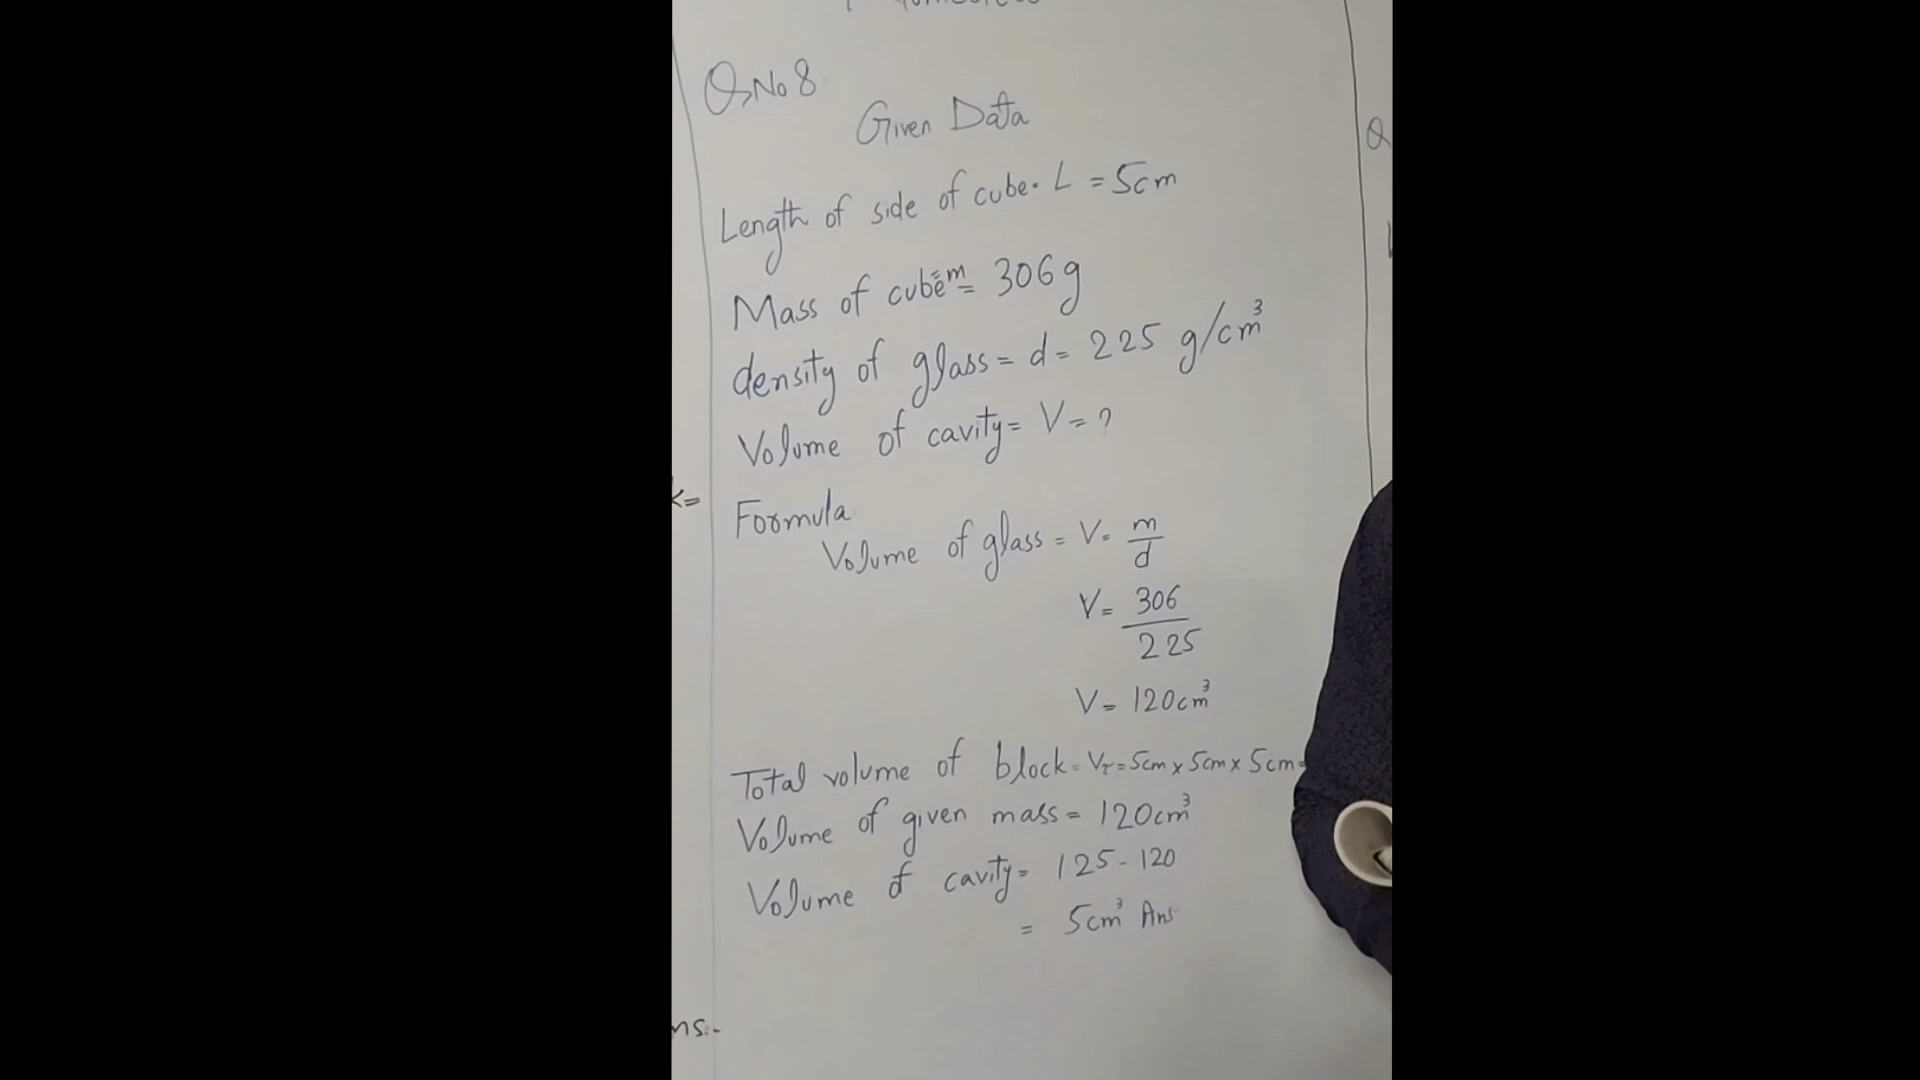 Q No 8
Given Data
Length of side of cube. L = 5cm
Mass of cube = m = 306 g
density of glass = d = 225 g/cm³
Volume of cavity = V = ?
K=
Formula
Volume of glass = V = m/d
V = 306/225
V = 120cm³
Total volume of block = V_T = 5cm x 5cm x 5cm =
Volume of given mass = 120cm³
Volume of cavity = 125 - 120
= 5cm³ Ans
ns.-
Q